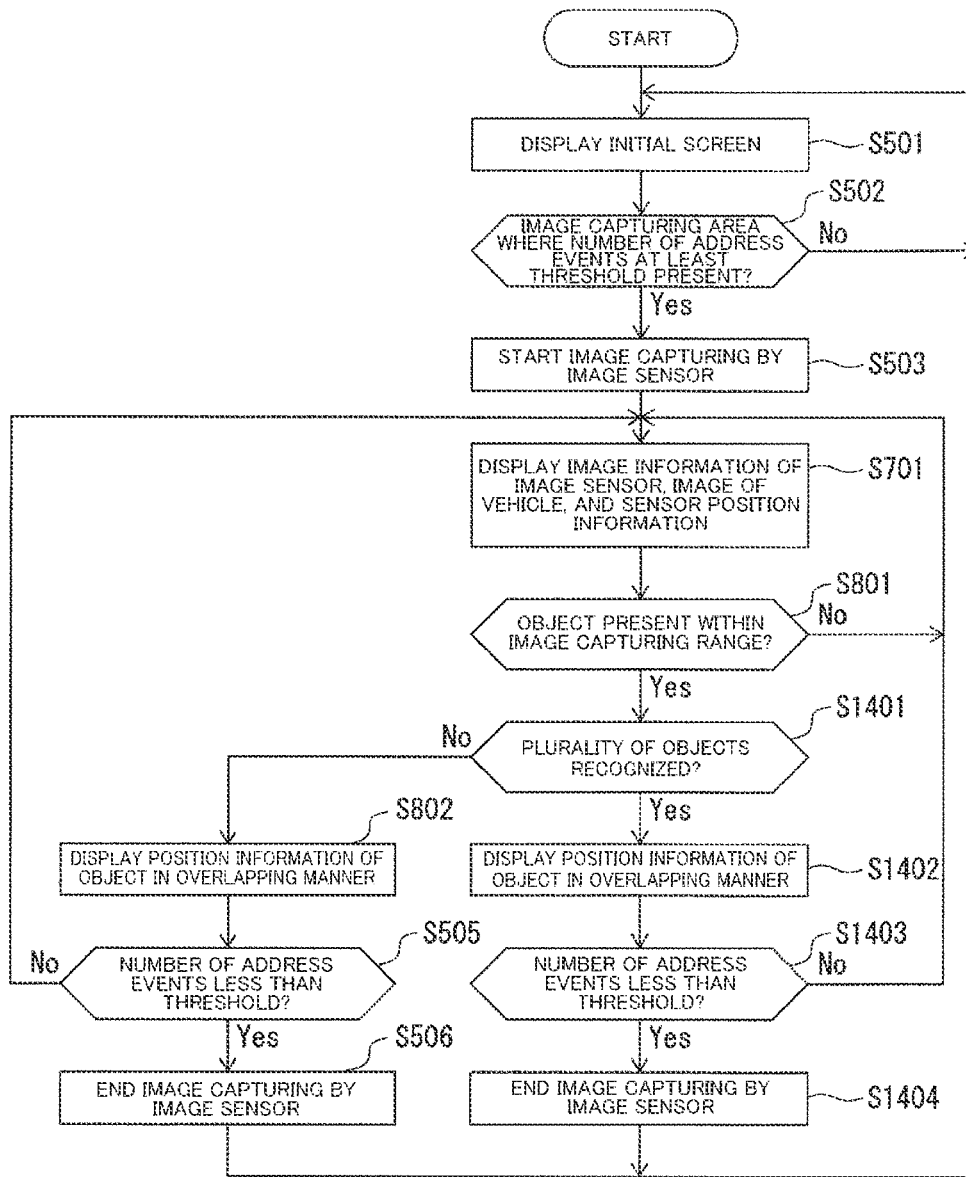 START
DISPLAY INITIAL SCREEN
S501
S502
IMAGE CAPTURING AREA
WHERE NUMBER OF ADDRESS
EVENTS AT LEAST
THRESHOLD PRESENT?
No
Yes
START IMAGE CAPTURING BY
IMAGE SENSOR
S503
DISPLAY IMAGE INFORMATION OF
IMAGE SENSOR, IMAGE OF
VEHICLE, AND SENSOR POSITION
INFORMATION
S701
S801
OBJECT PRESENT WITHIN
IMAGE CAPTURING RANGE?
No
Yes
S1401
No
PLURALITY OF OBJECTS
RECOGNIZED?
Yes
S802
DISPLAY POSITION INFORMATION OF
OBJECT IN OVERLAPPING MANNER
DISPLAY POSITION INFORMATION OF
OBJECT IN OVERLAPPING MANNER
S1402
S505
No
NUMBER OF ADDRESS
EVENTS LESS THAN
THRESHOLD?
Yes
S1403
NUMBER OF ADDRESS
EVENTS LESS THAN
THRESHOLD?
No
Yes
S506
END IMAGE CAPTURING BY
IMAGE SENSOR
END IMAGE CAPTURING BY
IMAGE SENSOR
S1404